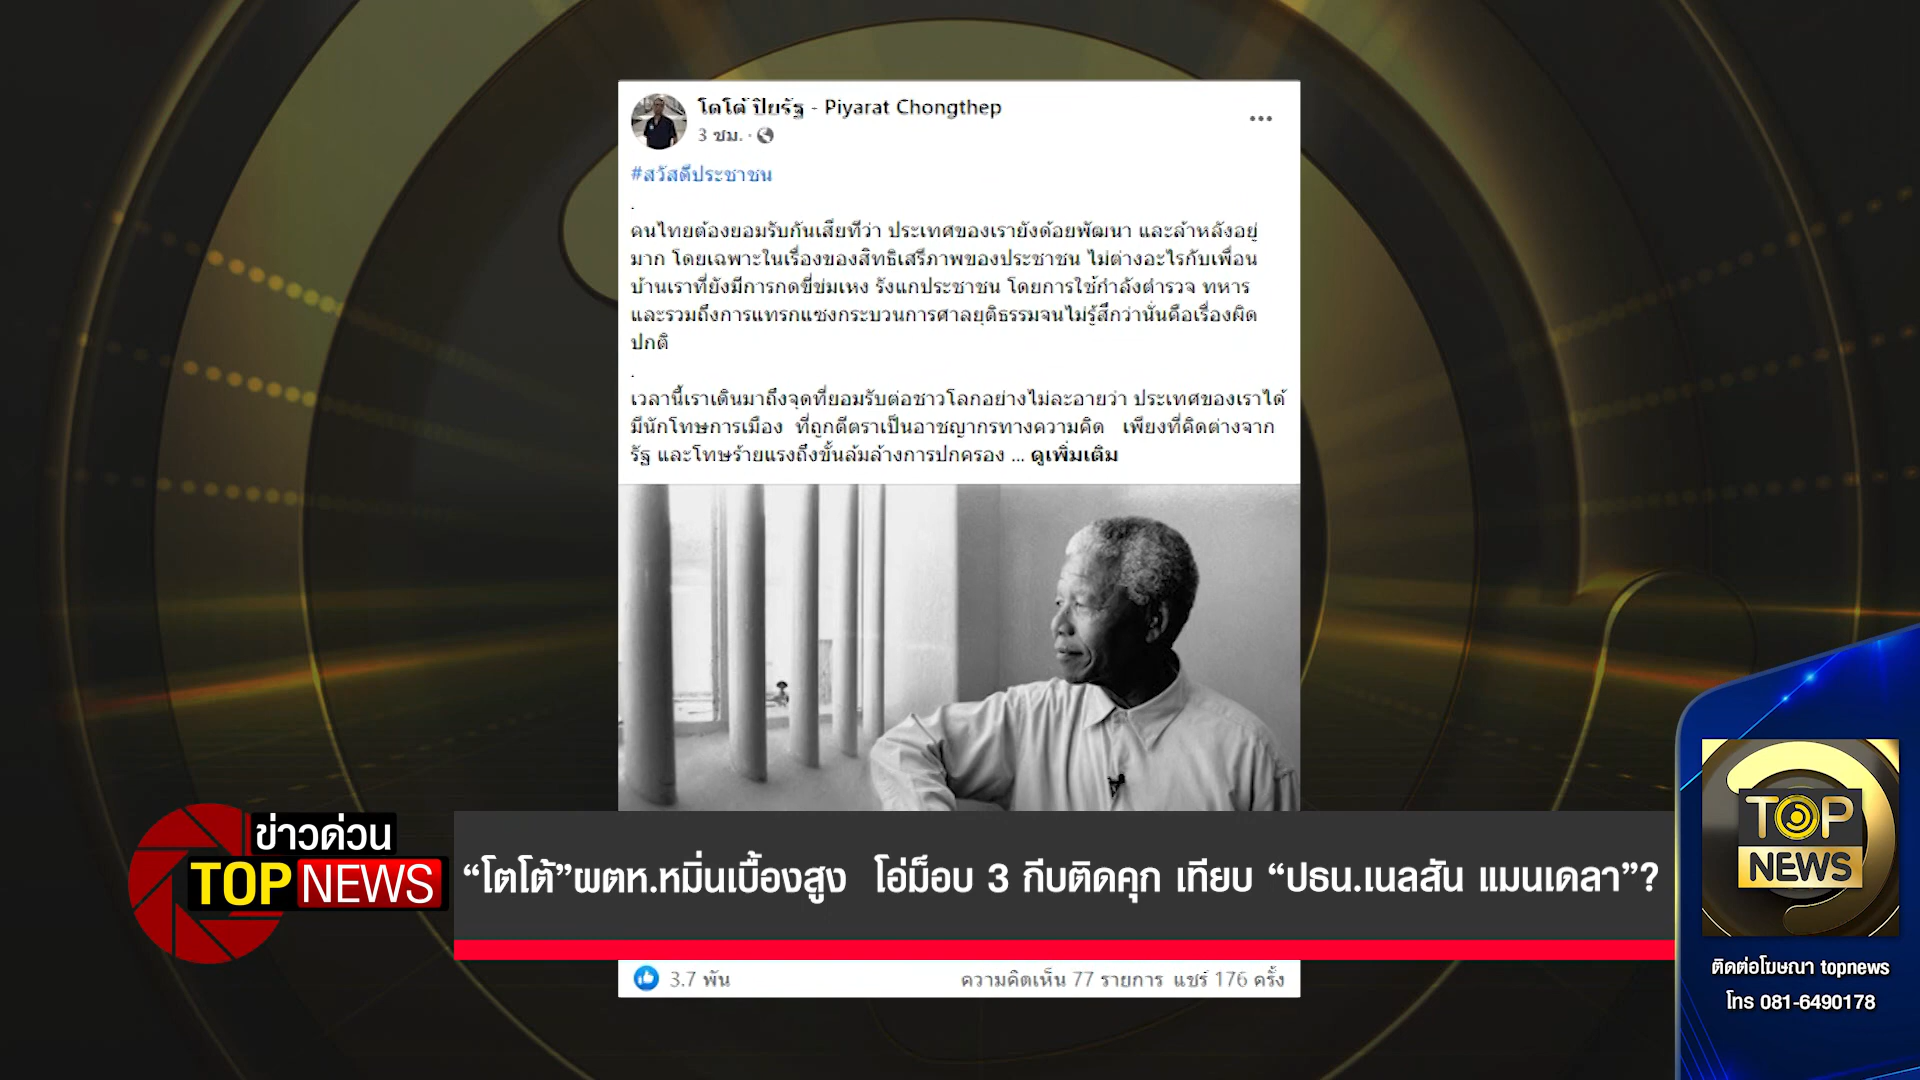 โตโต้ ปิยรัฐ - Piyarat Chongthep
3 ชม. ·
#สวัสดีประชาชน
.
คนไทยต้องยอมรับกันเสียทีว่า ประเทศของเรายังด้อยพัฒนา และล้าหลังอยู่
มาก โดยเฉพาะในเรื่องของสิทธิเสรีภาพของประชาชน ไม่ต่างอะไรกับเพื่อน
บ้านเราที่ยังมีการกดขี่ข่มเหง รังแกประชาชน โดยการใช้กำลังตำรวจ ทหาร
และรวมถึงการแทรกแซงกระบวนการศาลยุติธรรมจนไม่รู้สึกว่านั่นคือเรื่องผิด
ปกติ
.
เวลานี้เราเดินมาถึงจุดที่ยอมรับต่อชาวโลกอย่างไม่ละอายว่า ประเทศของเราได้
มีนักโทษการเมือง ที่ถูกตีตราเป็นอาชญากรทางความคิด เพียงที่คิดต่างจาก
รัฐ และโทษร้ายแรงถึงขั้นล้มล้างการปกครอง ... ดูเพิ่มเติม
ข่าวด่วน
TOP NEWS
“โตโต้”ผตห.หมิ่นเบื้องสูง โอ่ม็อบ 3 กีบติดคุก เทียบ “ปธน.เนลสัน แมนเดลา”?
TOP
NEWS
ติดต่อโฆษณา topnews
โทร 081-6490178
3.7 พัน
ความคิดเห็น 77 รายการ แชร์ 176 ครั้ง